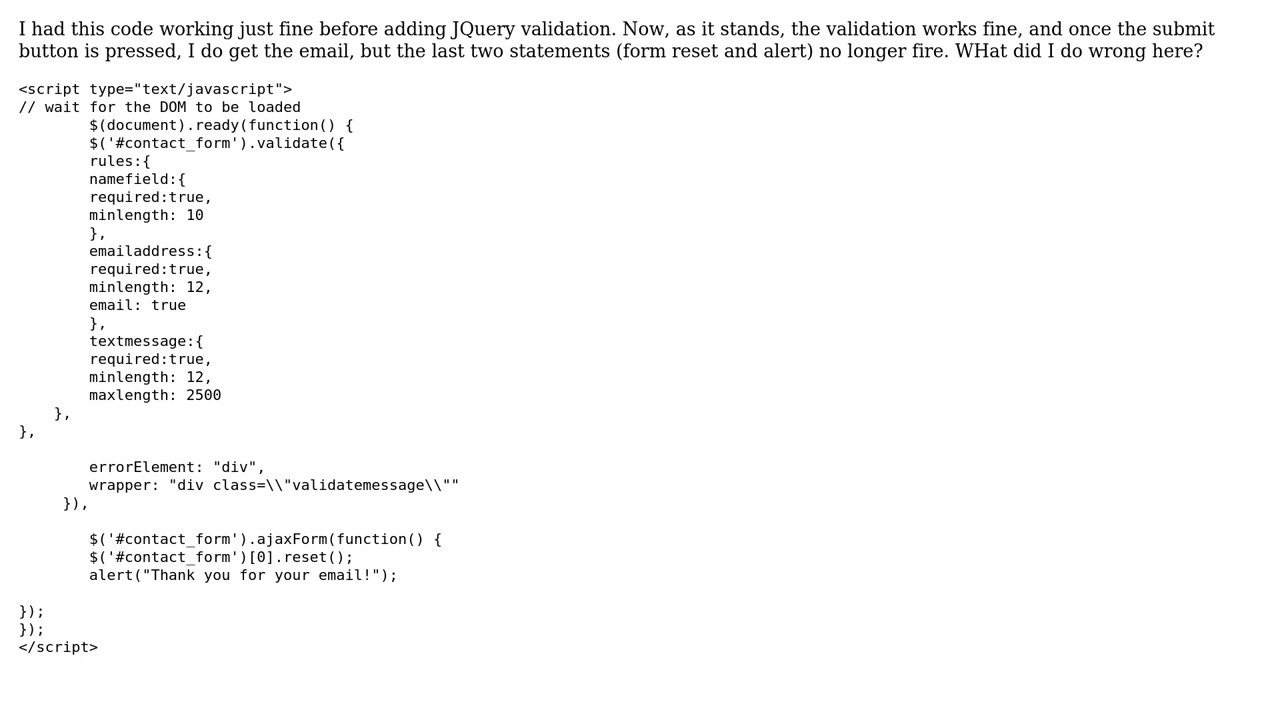 I had this code working just fine before adding JQuery validation. Now, as it stands, the validation works fine, and once the submit
button is pressed, I do get the email, but the last two statements (form reset and alert) no longer fire. WHat did I do wrong here?
<script type="text/javascript">
// wait for the DOM to be loaded
$(document).ready(function() {
$('#contact_form').validate({
rules:{
namefield:{
required:true,
minlength: 10
},
emailaddress:{
required:true,
minlength: 12,
email: true
},
textmessage:{
required:true,
minlength: 12,
maxlength: 2500
},
},
errorElement: "div",
wrapper: "div class=\\"validatemessage\\""
}),
$('#contact_form').ajaxForm(function() {
$('#contact_form')[0].reset();
alert("Thank you for your email!");
});
});
</script>